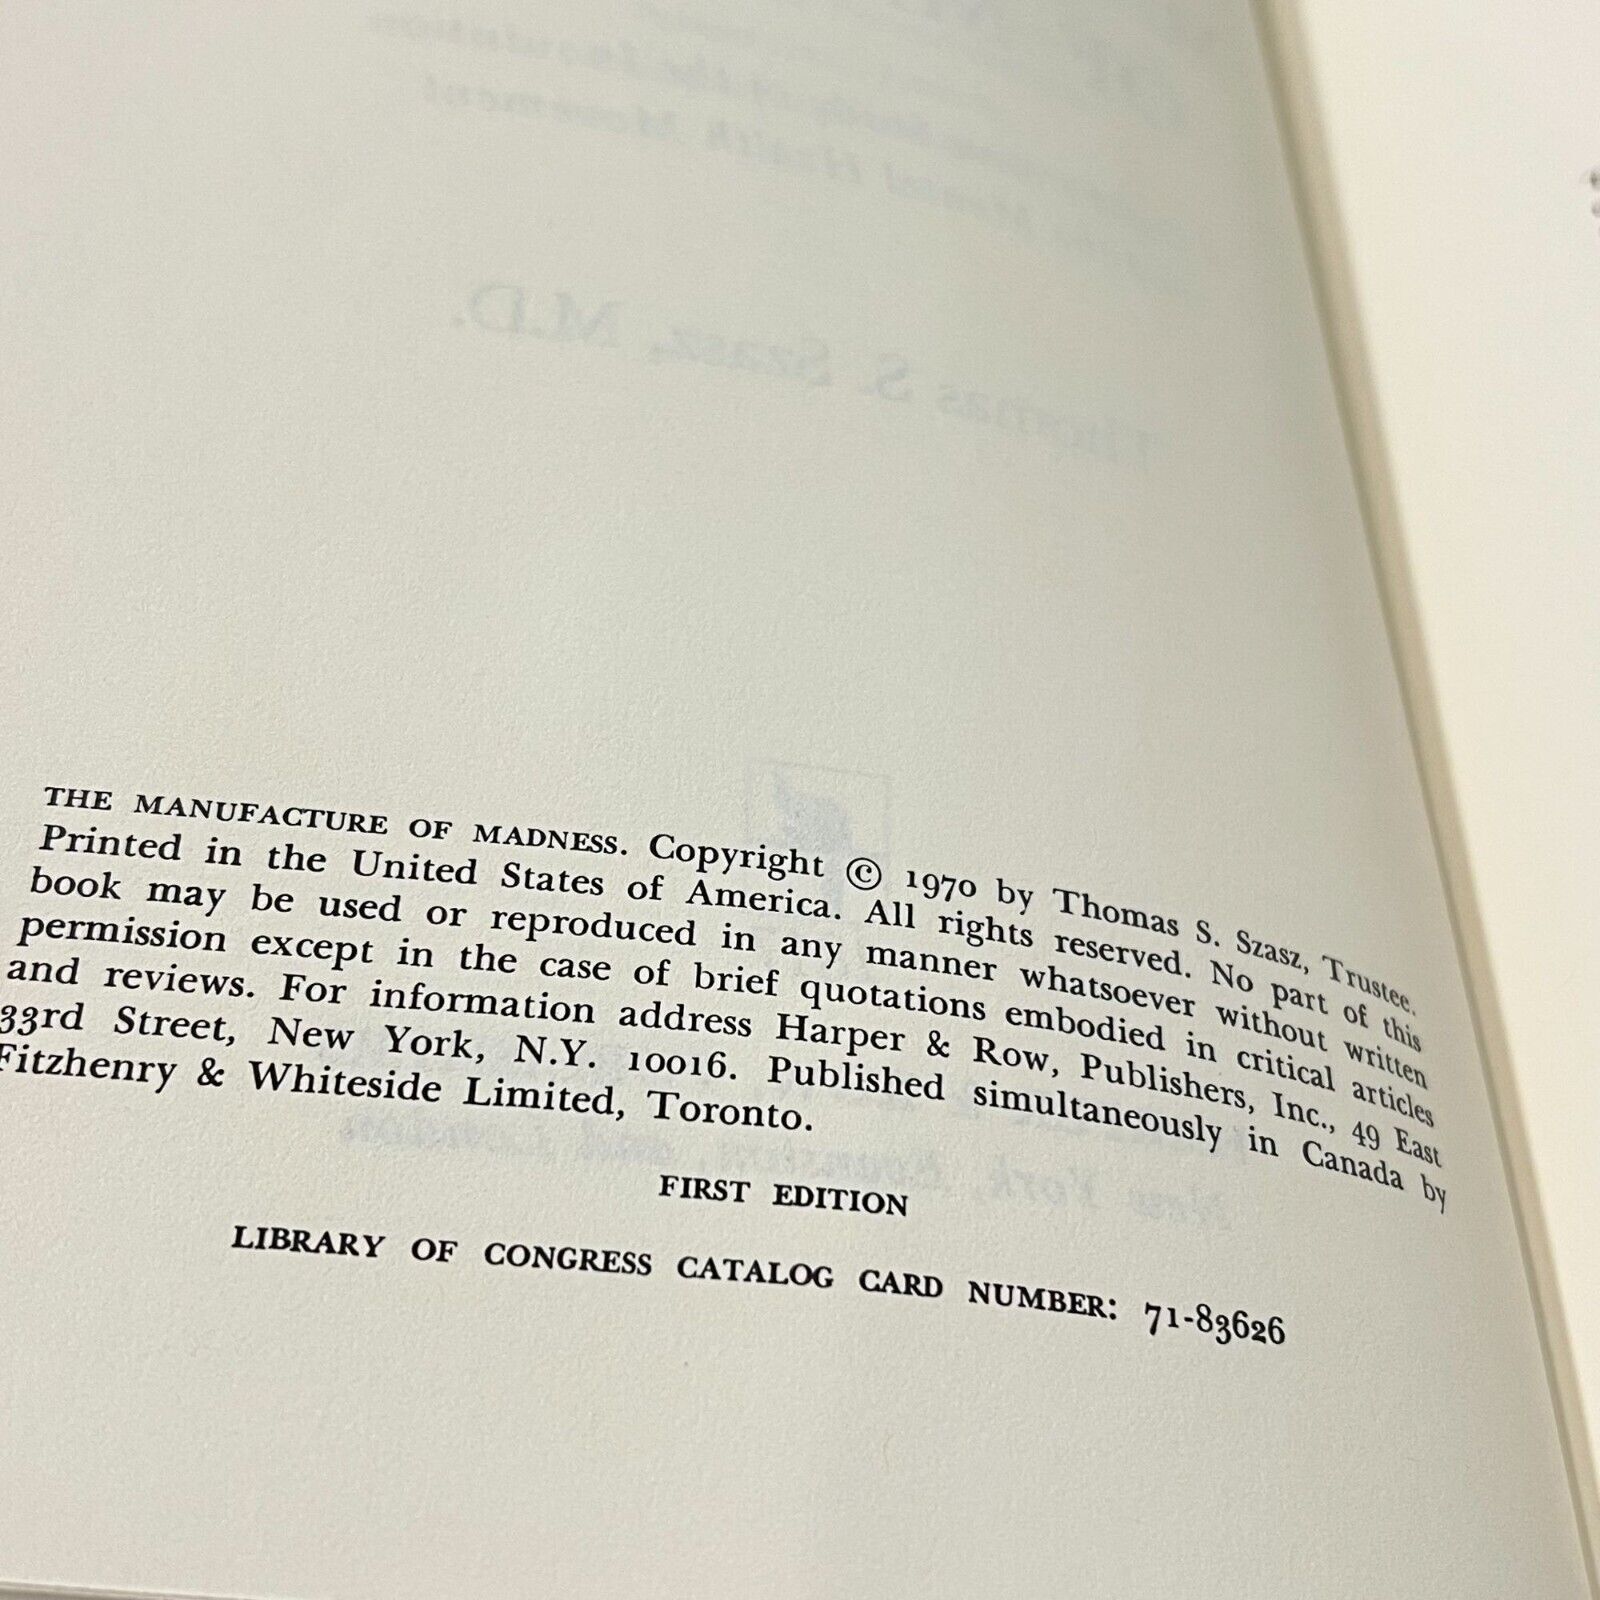 THE MANUFACTURE OF MADNESS. Copyright © 1970 by Thomas S. Szasz, Trustee.
Printed in the United States of America. All rights reserved. No part of this
book may be used or reproduced in any manner whatsoever without written
permission except in the case of brief quotations embodied in critical articles
and reviews. For information address Harper & Row, Publishers, Inc., 49 East
33rd Street, New York, N.Y. 10016. Published simultaneously in Canada by
Fitzhenry & Whiteside Limited, Toronto.
FIRST EDITION
LIBRARY OF CONGRESS CATALOG CARD NUMBER: 71-83626